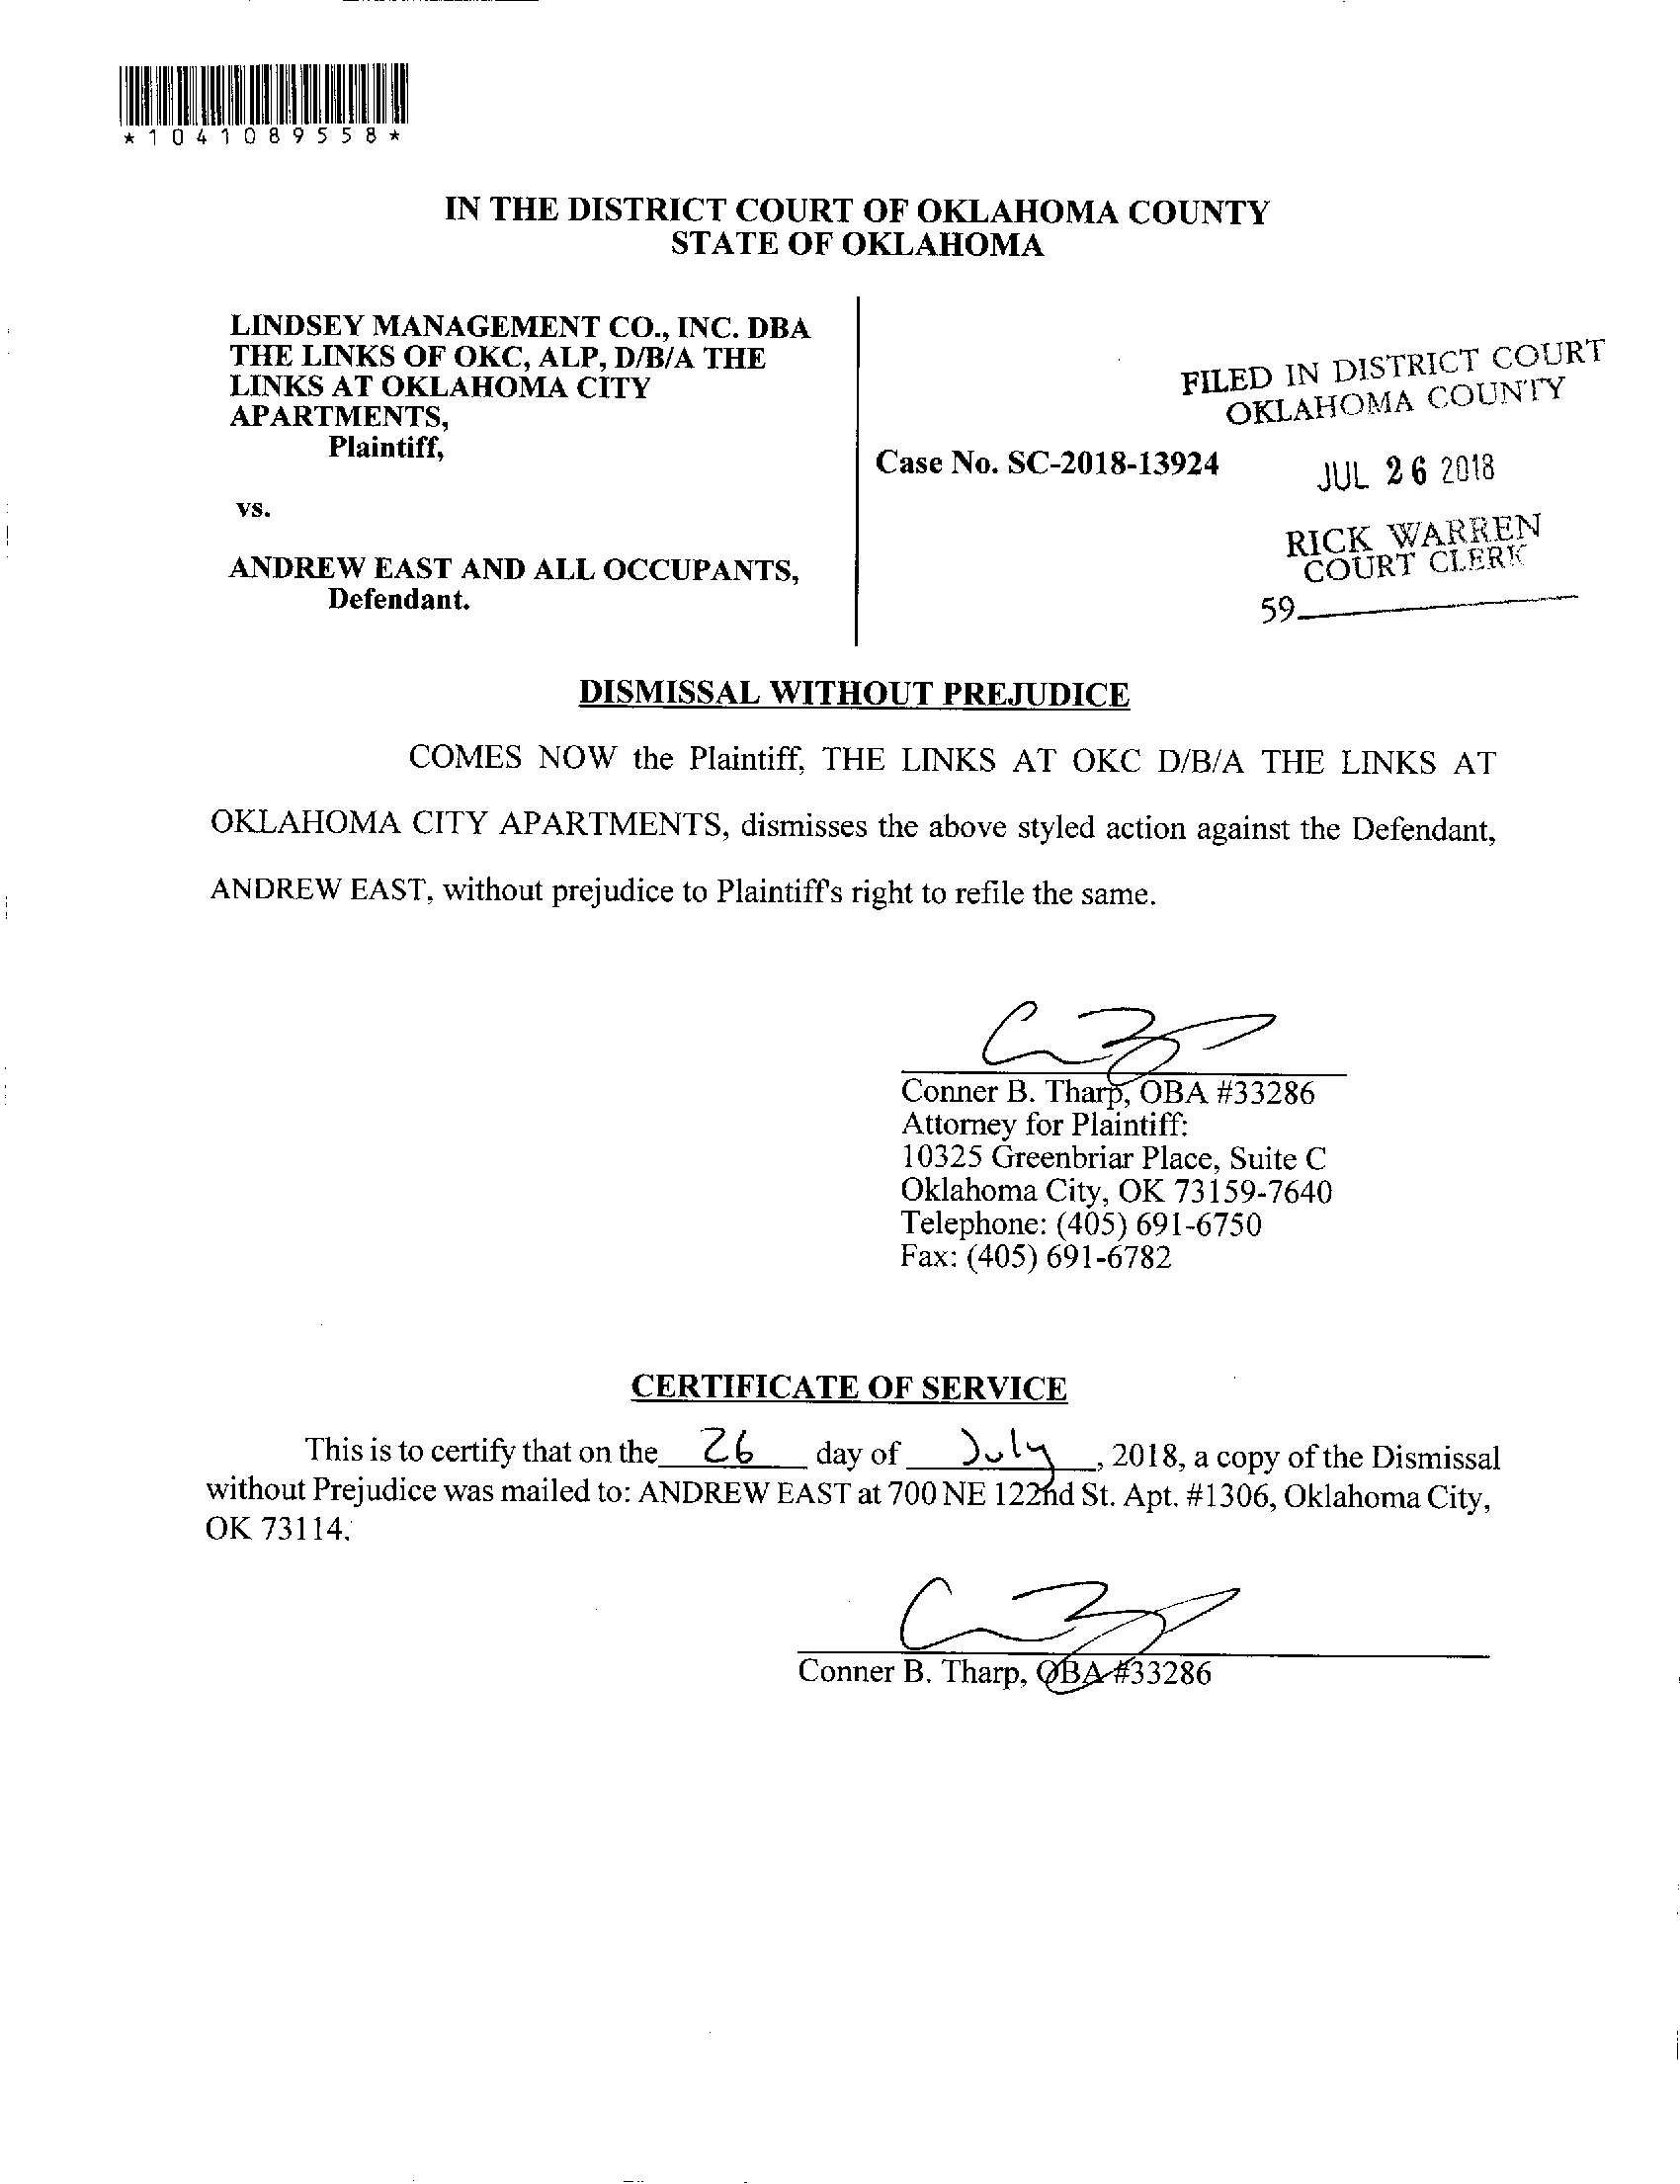 *1041089558*
IN THE DISTRICT COURT OF OKLAHOMA COUNTY
STATE OF OKLAHOMA
LINDSEY MANAGEMENT CO., INC. DBA
THE LINKS OF OKC, ALP, D/B/A THE
LINKS AT OKLAHOMA CITY
APARTMENTS,
Plaintiff,
vs.
ANDREW EAST AND ALL OCCUPANTS,
Defendant.
Case No. SC-2018-13924
FILED IN DISTRICT COURT
OKLAHOMA COUNTY
JUL 26 2018
RICK WARREN
COURT CLERK
59
DISMISSAL WITHOUT PREJUDICE
COMES NOW the Plaintiff, THE LINKS AT OKC D/B/A THE LINKS AT
OKLAHOMA CITY APARTMENTS, dismisses the above styled action against the Defendant,
ANDREW EAST, without prejudice to Plaintiff's right to refile the same.
Conner B. Tharp, OBA #33286
Attorney for Plaintiff:
10325 Greenbriar Place, Suite C
Oklahoma City, OK 73159-7640
Telephone: (405) 691-6750
Fax: (405) 691-6782
CERTIFICATE OF SERVICE
This is to certify that on the 26 day of July, 2018, a copy of the Dismissal
without Prejudice was mailed to: ANDREW EAST at 700 NE 122nd St. Apt. #1306, Oklahoma City,
OK 73114.
Conner B. Tharp, OBA #33286